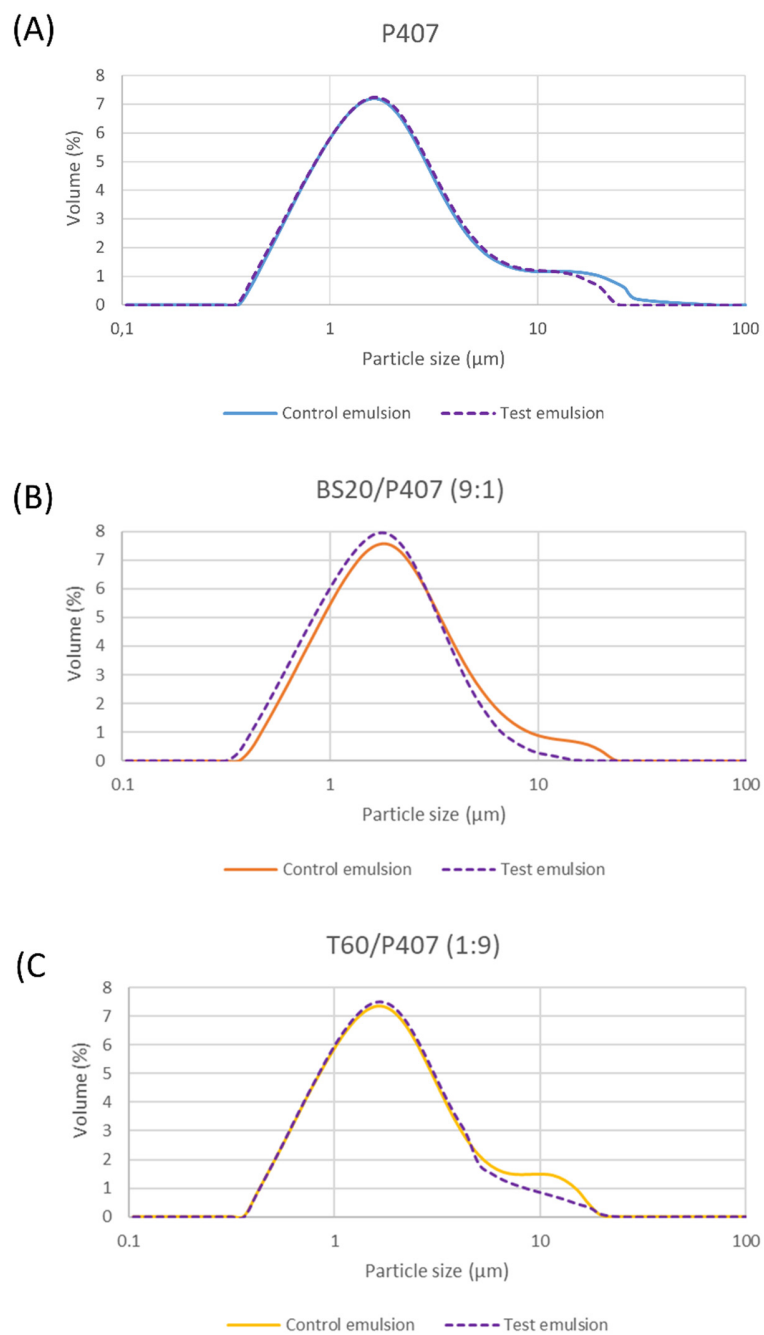 (A)
P407
8
7
6
5
4
3
2
1
0
Volume (%)
0,1 1 10 100
Particle size (µm)
Control emulsion Test emulsion
(B)
BS20/P407 (9:1)
8
7
6
5
4
3
2
1
0
Volume (%)
0.1 1 10 100
Particle size (µm)
Control emulsion Test emulsion
(C
T60/P407 (1:9)
8
7
6
5
4
3
2
1
0
Volume (%)
0.1 1 10 100
Particle size (µm)
Control emulsion Test emulsion